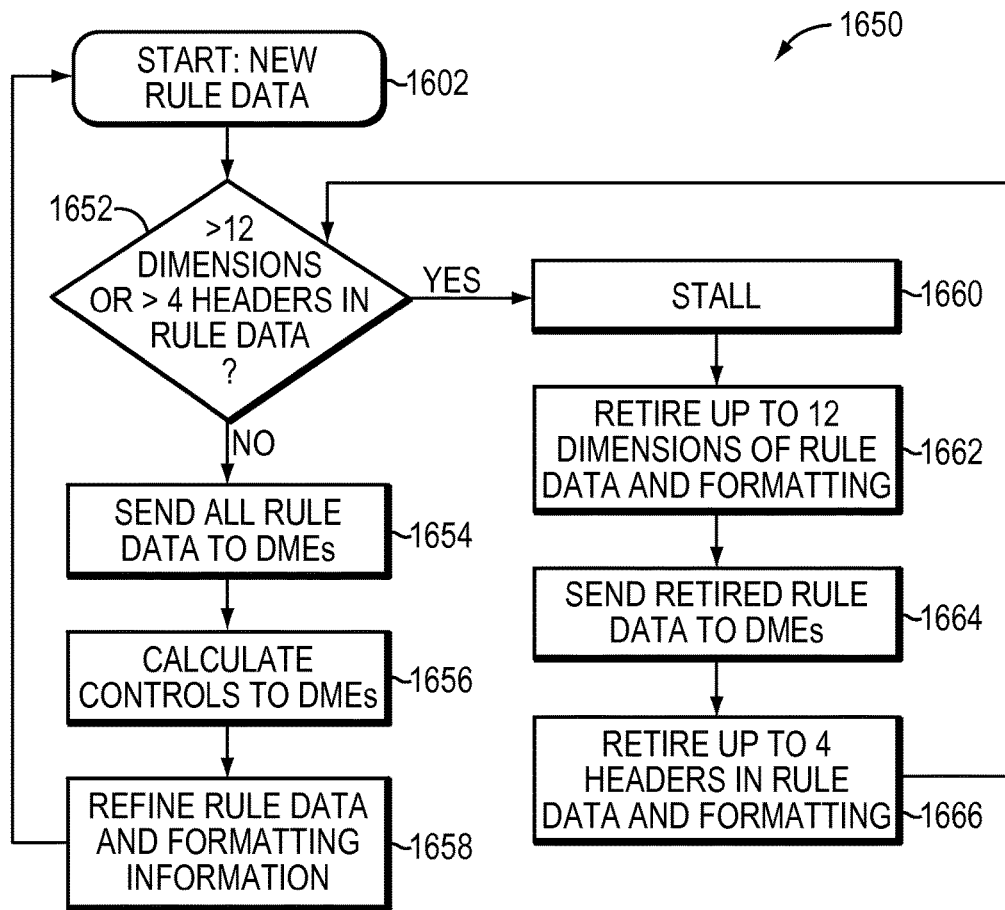 1650
START: NEW
RULE DATA
1602
1652
>12
DIMENSIONS
OR > 4 HEADERS IN
RULE DATA
?
YES
NO
STALL
1660
RETIRE UP TO 12
DIMENSIONS OF RULE
DATA AND FORMATTING
1662
SEND ALL RULE
DATA TO DMEs
1654
SEND RETIRED RULE
DATA TO DMEs
1664
CALCULATE
CONTROLS TO DMEs
1656
RETIRE UP TO 4
HEADERS IN RULE
DATA AND FORMATTING
1666
REFINE RULE DATA
AND FORMATTING
INFORMATION
1658